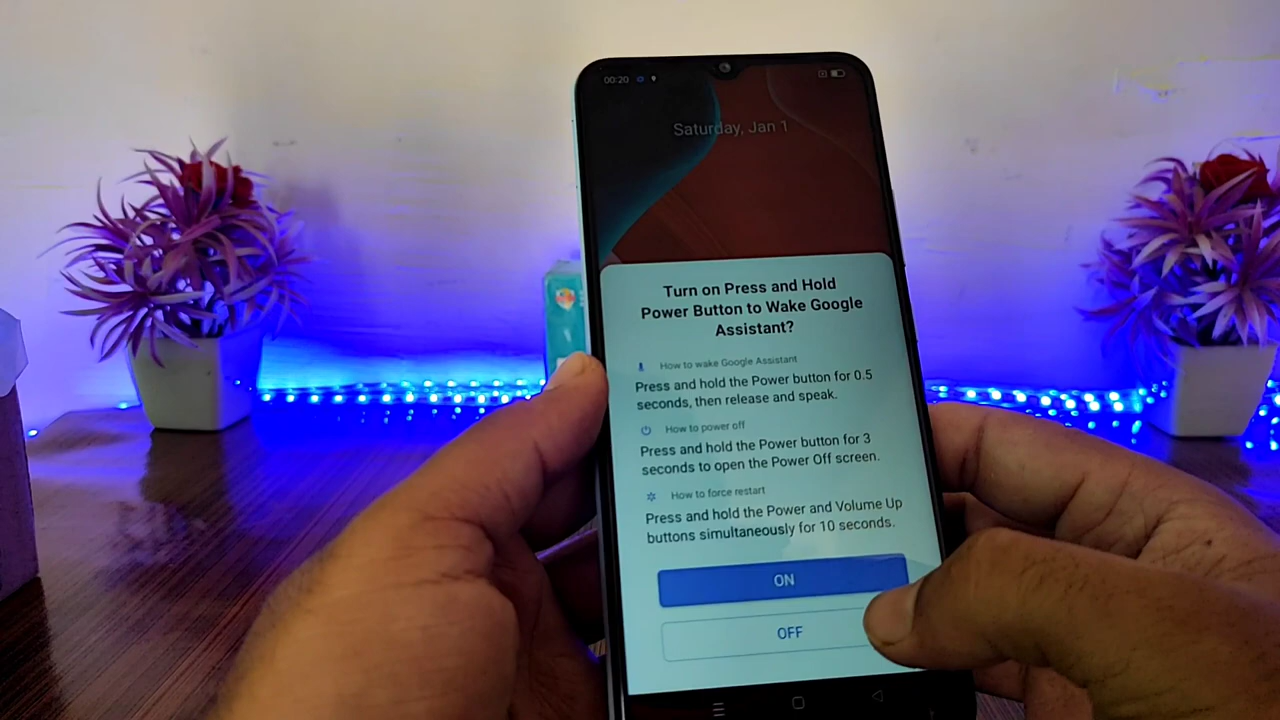 00:20
Saturday, Jan 1
Turn on Press and Hold
Power Button to Wake Google
Assistant?
How to wake Google Assistant
Press and hold the Power button for 0.5
seconds, then release and speak.
How to power off
Press and hold the Power button for 3
seconds to open the Power Off screen.
How to force restart
Press and hold the Power and Volume Up
buttons simultaneously for 10 seconds.
ON
OFF